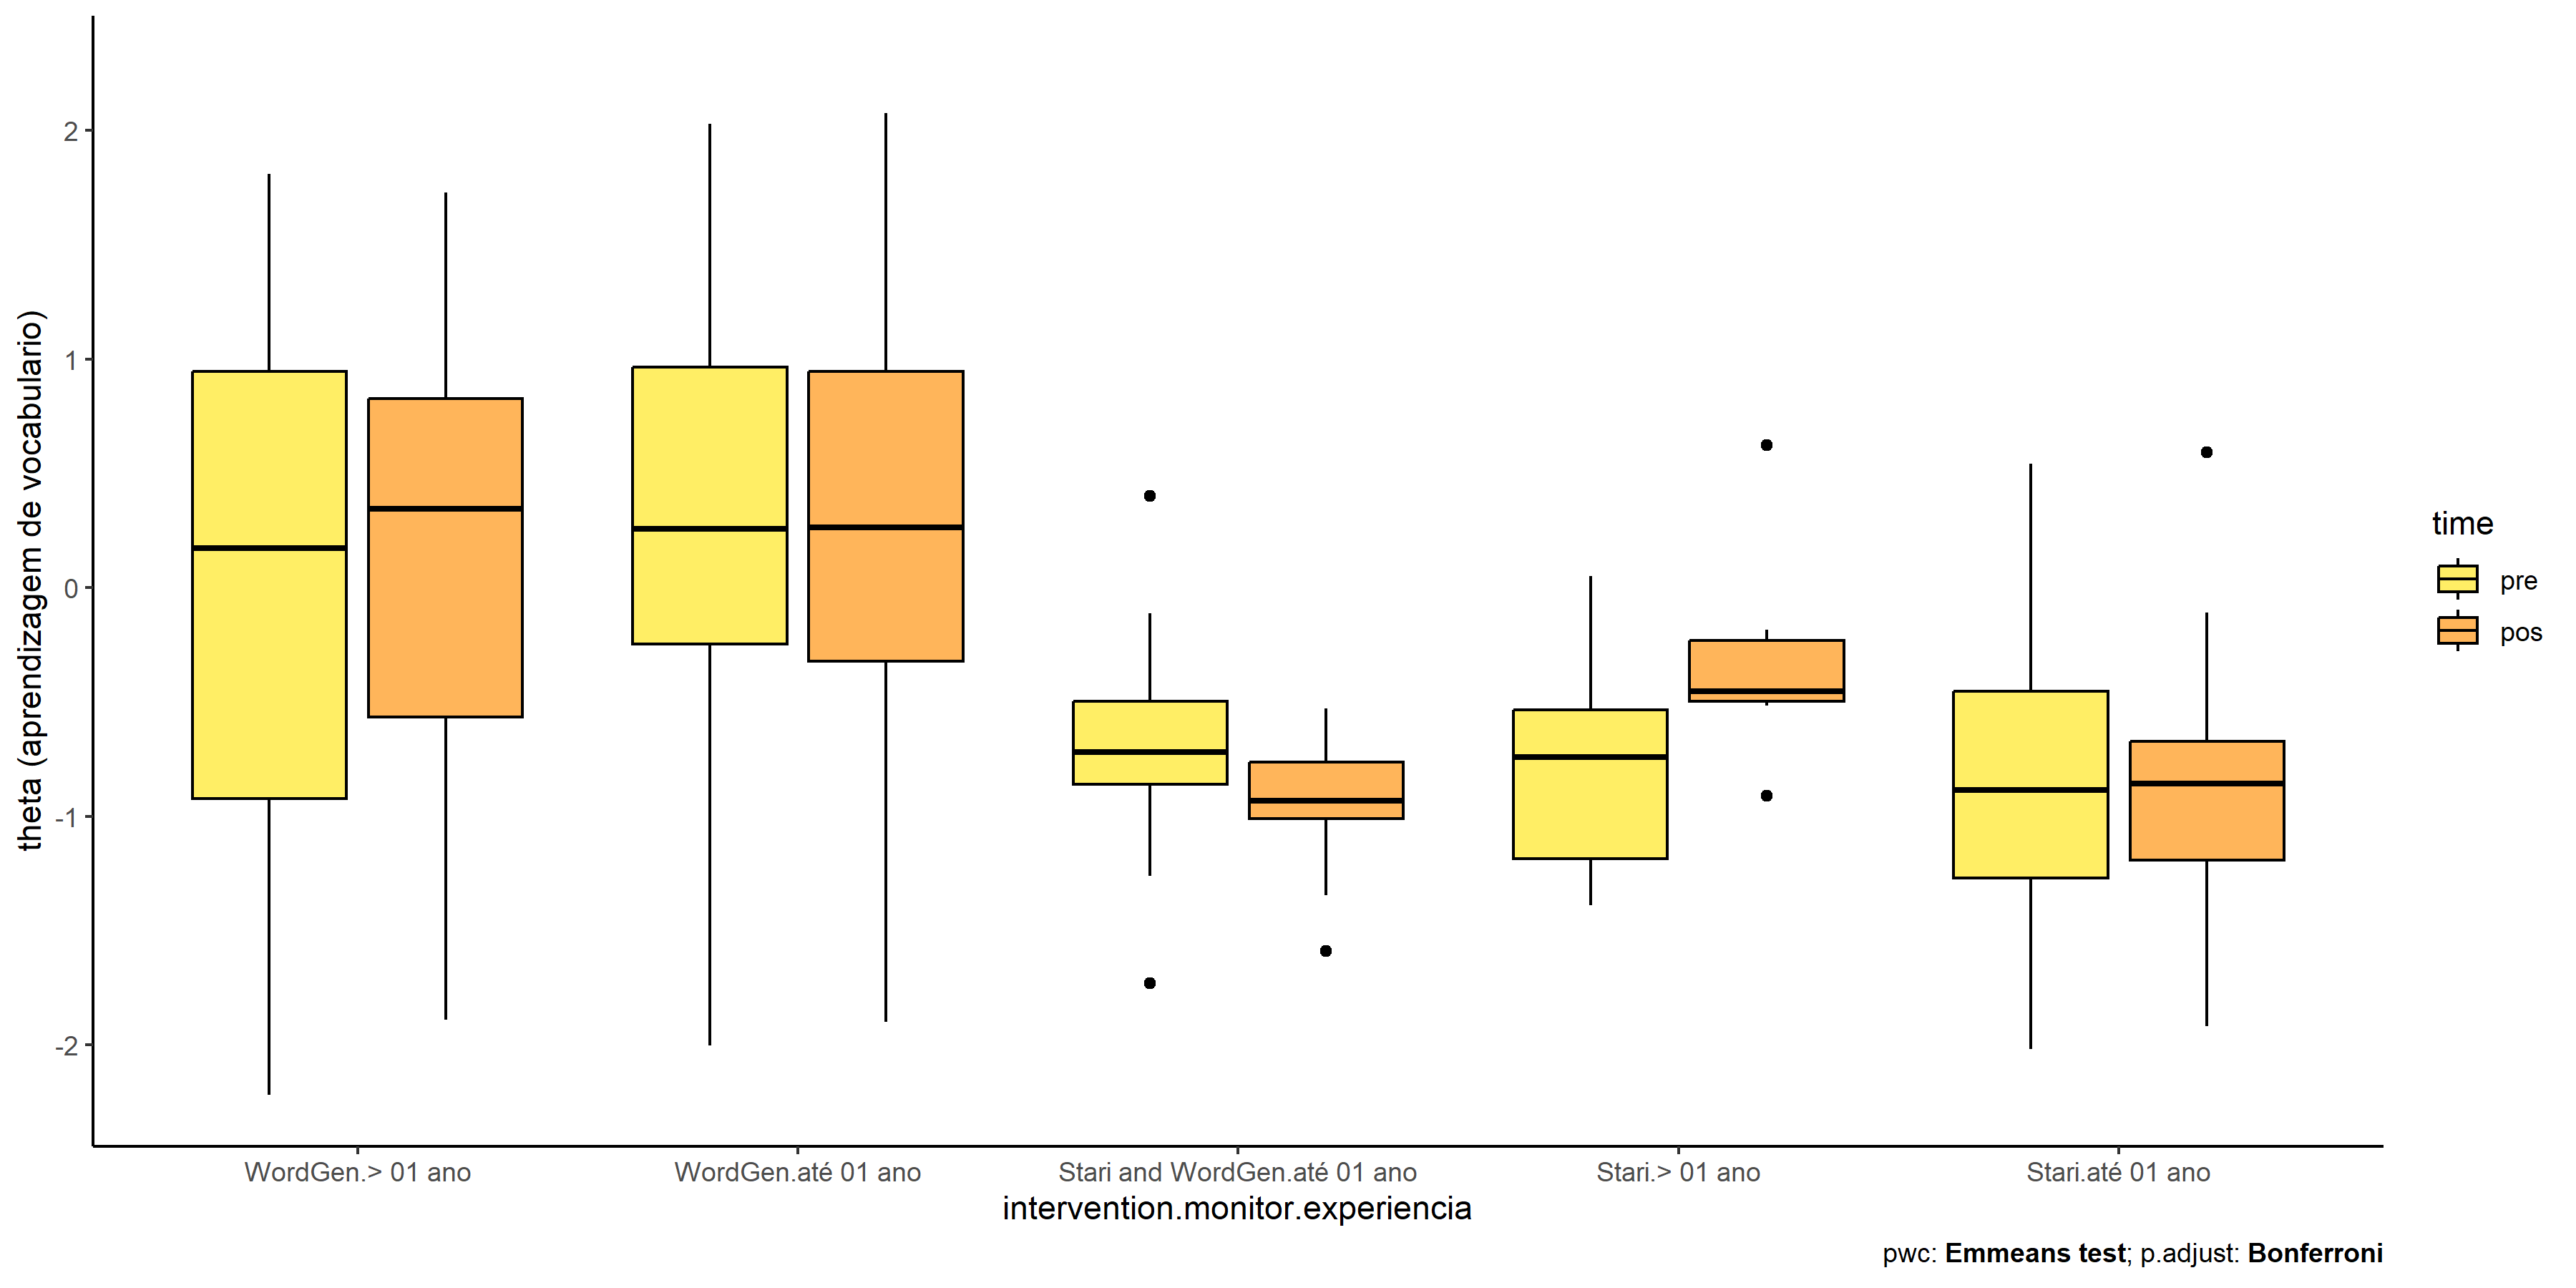 theta (aprendizagem de vocabulario)
2
1
0
-1
-2
WordGen.> 01 ano
WordGen.até 01 ano
Stari and WordGen.até 01 ano
Stari.> 01 ano
Stari.até 01 ano
intervention.monitor.experiencia
time
pre
pos
pwc: Emmeans test; p.adjust: Bonferroni